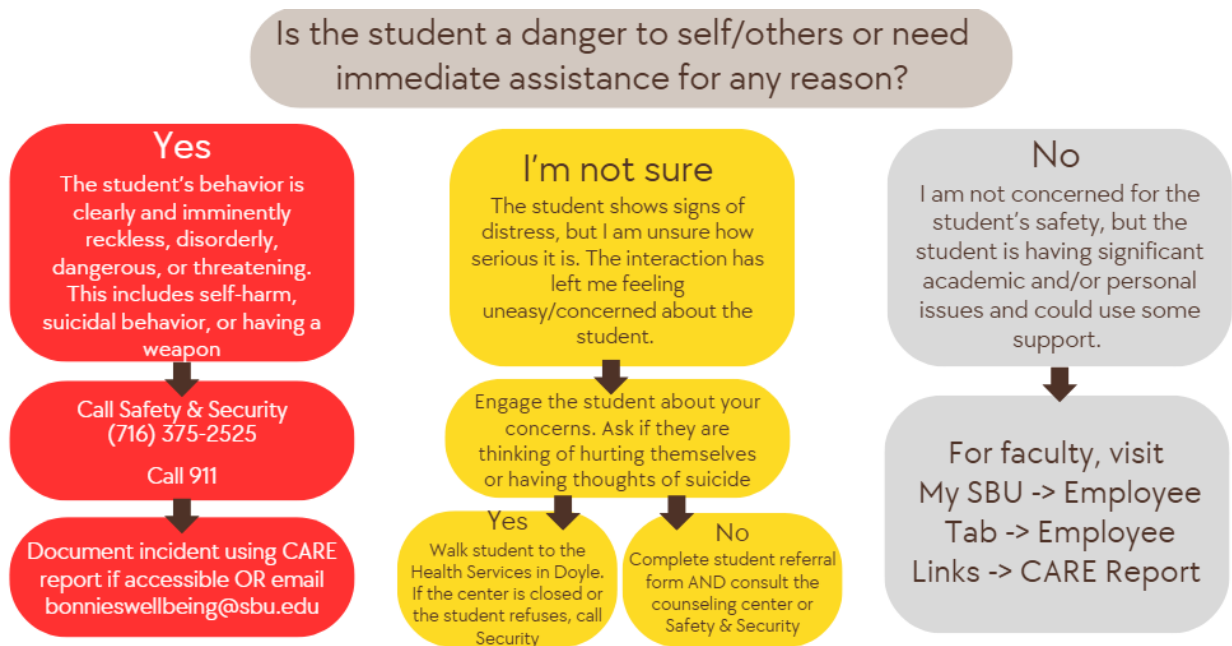 Is the student a danger to self/others or need
immediate assistance for any reason?
Yes
The student's behavior is
clearly and imminently
reckless, disorderly,
dangerous, or threatening.
This includes self-harm,
suicidal behavior, or having a
weapon
Call Safety & Security
(716) 375-2525
Call 911
Document incident using CARE
report if accessible OR email
bonnieswellbeing@sbu.edu
I'm not sure
The student shows signs of
distress, but I am unsure how
serious it is. The interaction has
left me feeling
uneasy/concerned about the
student.
Engage the student about your
concerns. Ask if they are
thinking of hurting themselves
or having thoughts of suicide
Yes
Walk student to the
Health Services in Doyle.
If the center is closed or
the student refuses, call
Security
No
Complete student referral
form AND consult the
counseling center or
Safety & Security
No
I am not concerned for the
student's safety, but the
student is having significant
academic and/or personal
issues and could use some
support.
For faculty, visit
My SBU -> Employee
Tab -> Employee
Links -> CARE Report